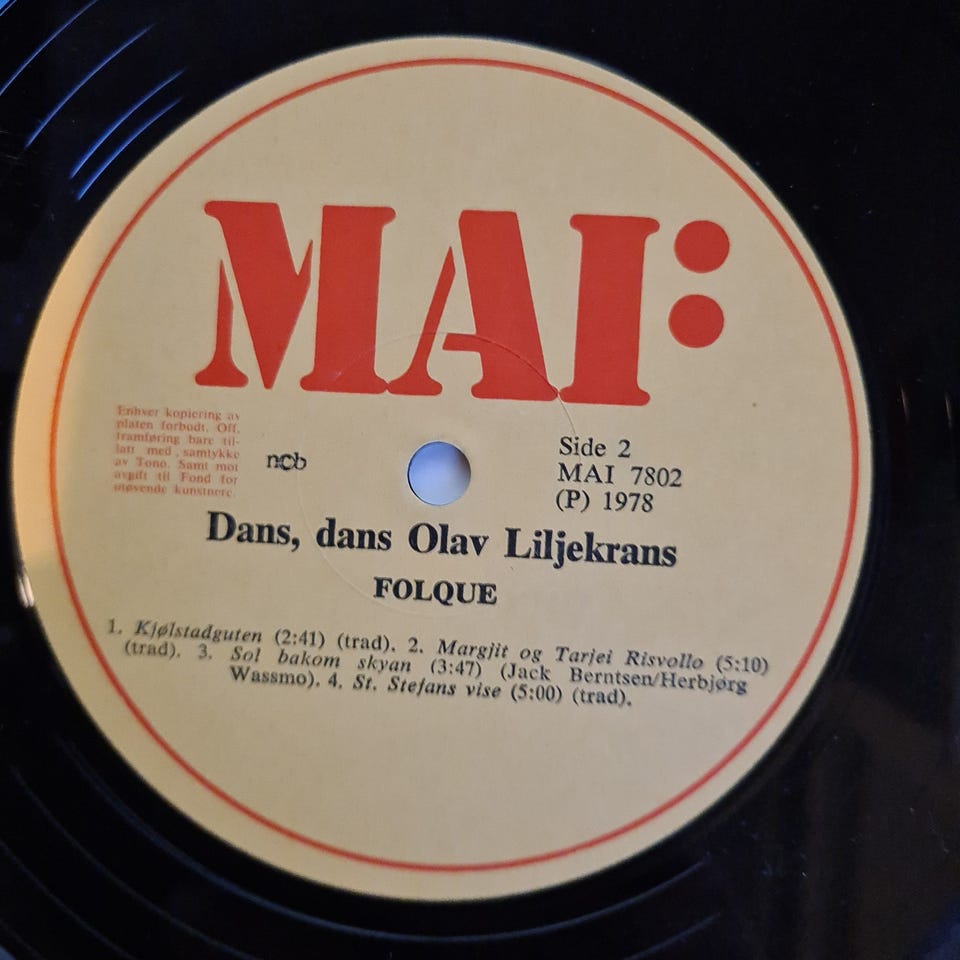 MAI:
Enhver kopiering av
platen forbudt. Off.
framføring bare til-
latt med samtykke
av Tono. Samt mot
avgift til Fond for
utøvende kunstnere.
ncb
Side 2
MAI 7802
(P) 1978
Dans, dans Olav Liljekrans
FOLQUE
1. Kjølstadguten (2:41) (trad). 2. Margjit og Tarjei Risvollo (5:10)
(trad). 3. Sol bakom skyan (3:47) (Jack Berntsen/Herbjørg
Wassmo). 4. St. Stefans vise (5:00) (trad).